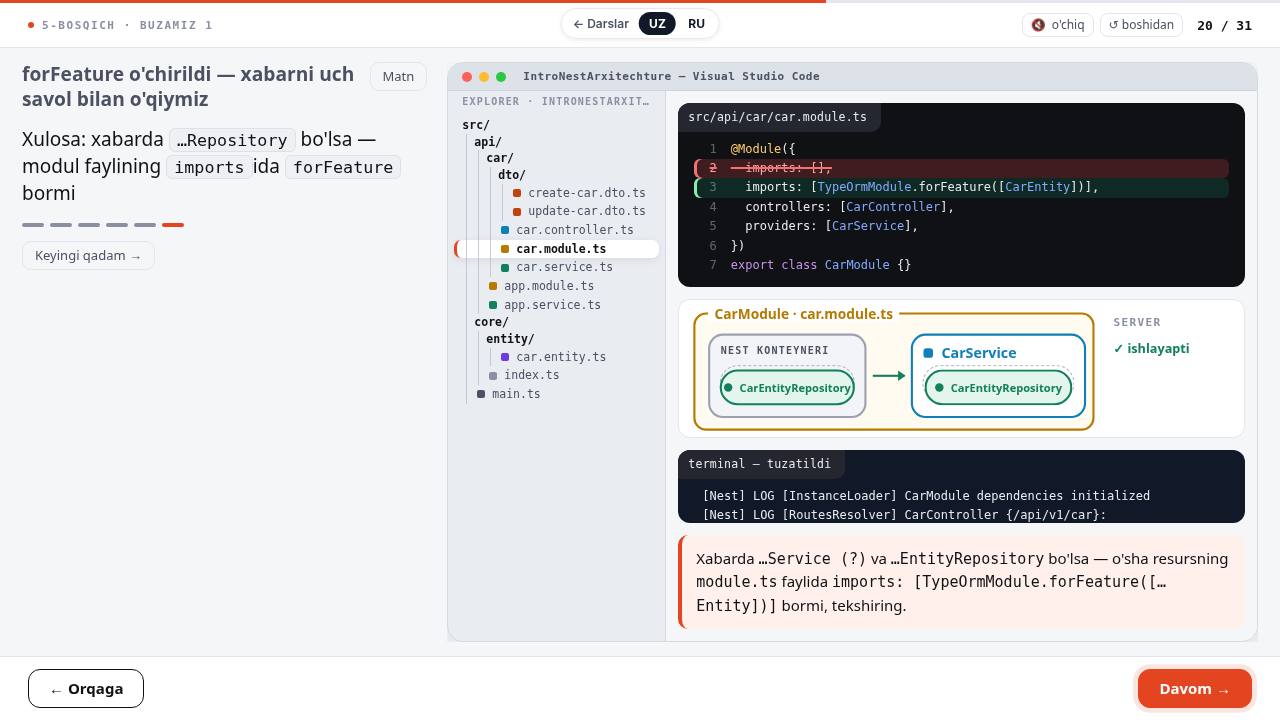 5-BOSQICH · BUZAMIZ 1
← Darslar UZ RU
🔇 o'chiq ↺ boshidan 20 / 31
forFeature o'chirildi — xabarni uch savol bilan o'qiymiz
Matn
Xulosa: xabarda …Repository bo'lsa —
modul faylining imports ida forFeature
bormi
Keyingi qadam →
IntroNestArxitechture — Visual Studio Code
EXPLORER · INTRONESTARXIT…
src/
api/
car/
dto/
create-car.dto.ts
update-car.dto.ts
car.controller.ts
car.module.ts
car.service.ts
app.module.ts
app.service.ts
core/
entity/
car.entity.ts
index.ts
main.ts
src/api/car/car.module.ts
1 @Module({
2 imports: [],
3 imports: [TypeOrmModule.forFeature([CarEntity])],
4 controllers: [CarController],
5 providers: [CarService],
6 })
7 export class CarModule {}
CarModule · car.module.ts
NEST KONTEYNERI
CarEntityRepository
CarService
CarEntityRepository
SERVER
✓ ishlayapti
terminal — tuzatildi
[Nest] LOG [InstanceLoader] CarModule dependencies initialized
[Nest] LOG [RoutesResolver] CarController {/api/v1/car}:
Xabarda …Service (?) va …EntityRepository bo'lsa — o'sha resursning
module.ts faylida imports: [TypeOrmModule.forFeature([…
Entity])] bormi, tekshiring.
← Orqaga
Davom →